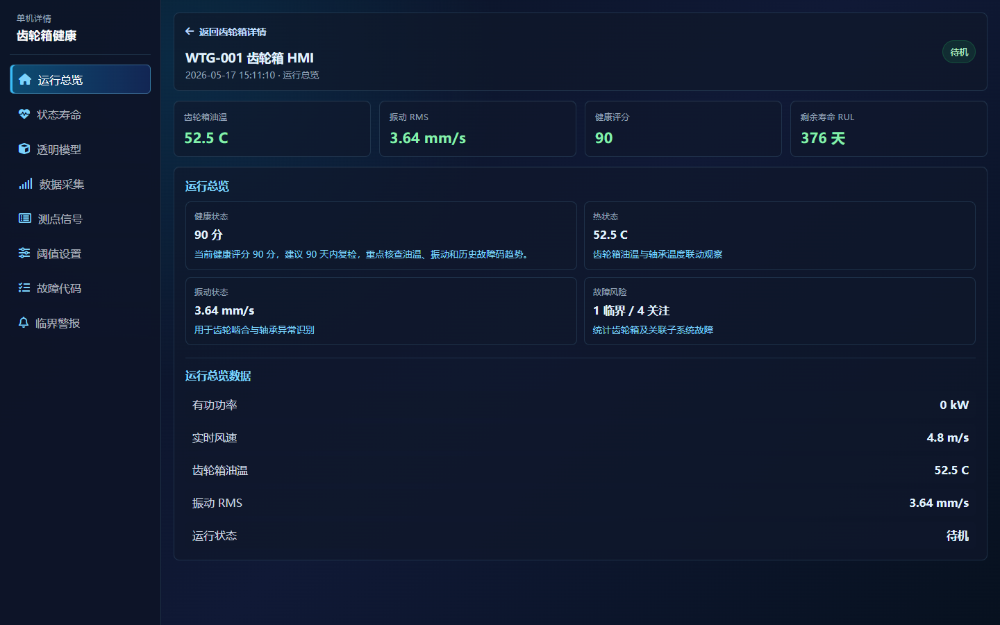 单机详情
齿轮箱健康
运行总览
状态寿命
透明模型
数据采集
测点信号
阈值设置
故障代码
临界警报
返回齿轮箱详情
WTG-001 齿轮箱 HMI
2026-05-17 15:11:10 · 运行总览
待机
齿轮箱油温
52.5 C
振动 RMS
3.64 mm/s
健康评分
90
剩余寿命 RUL
376 天
运行总览
健康状态
90 分
当前健康评分 90 分，建议 90 天内复检，重点核查油温、振动和历史故障码趋势。
热状态
52.5 C
齿轮箱油温与轴承温度联动观察
振动状态
3.64 mm/s
用于齿轮啮合与轴承异常识别
故障风险
1 临界 / 4 关注
统计齿轮箱及关联子系统故障
运行总览数据
有功功率
0 kW
实时风速
4.8 m/s
齿轮箱油温
52.5 C
振动 RMS
3.64 mm/s
运行状态
待机